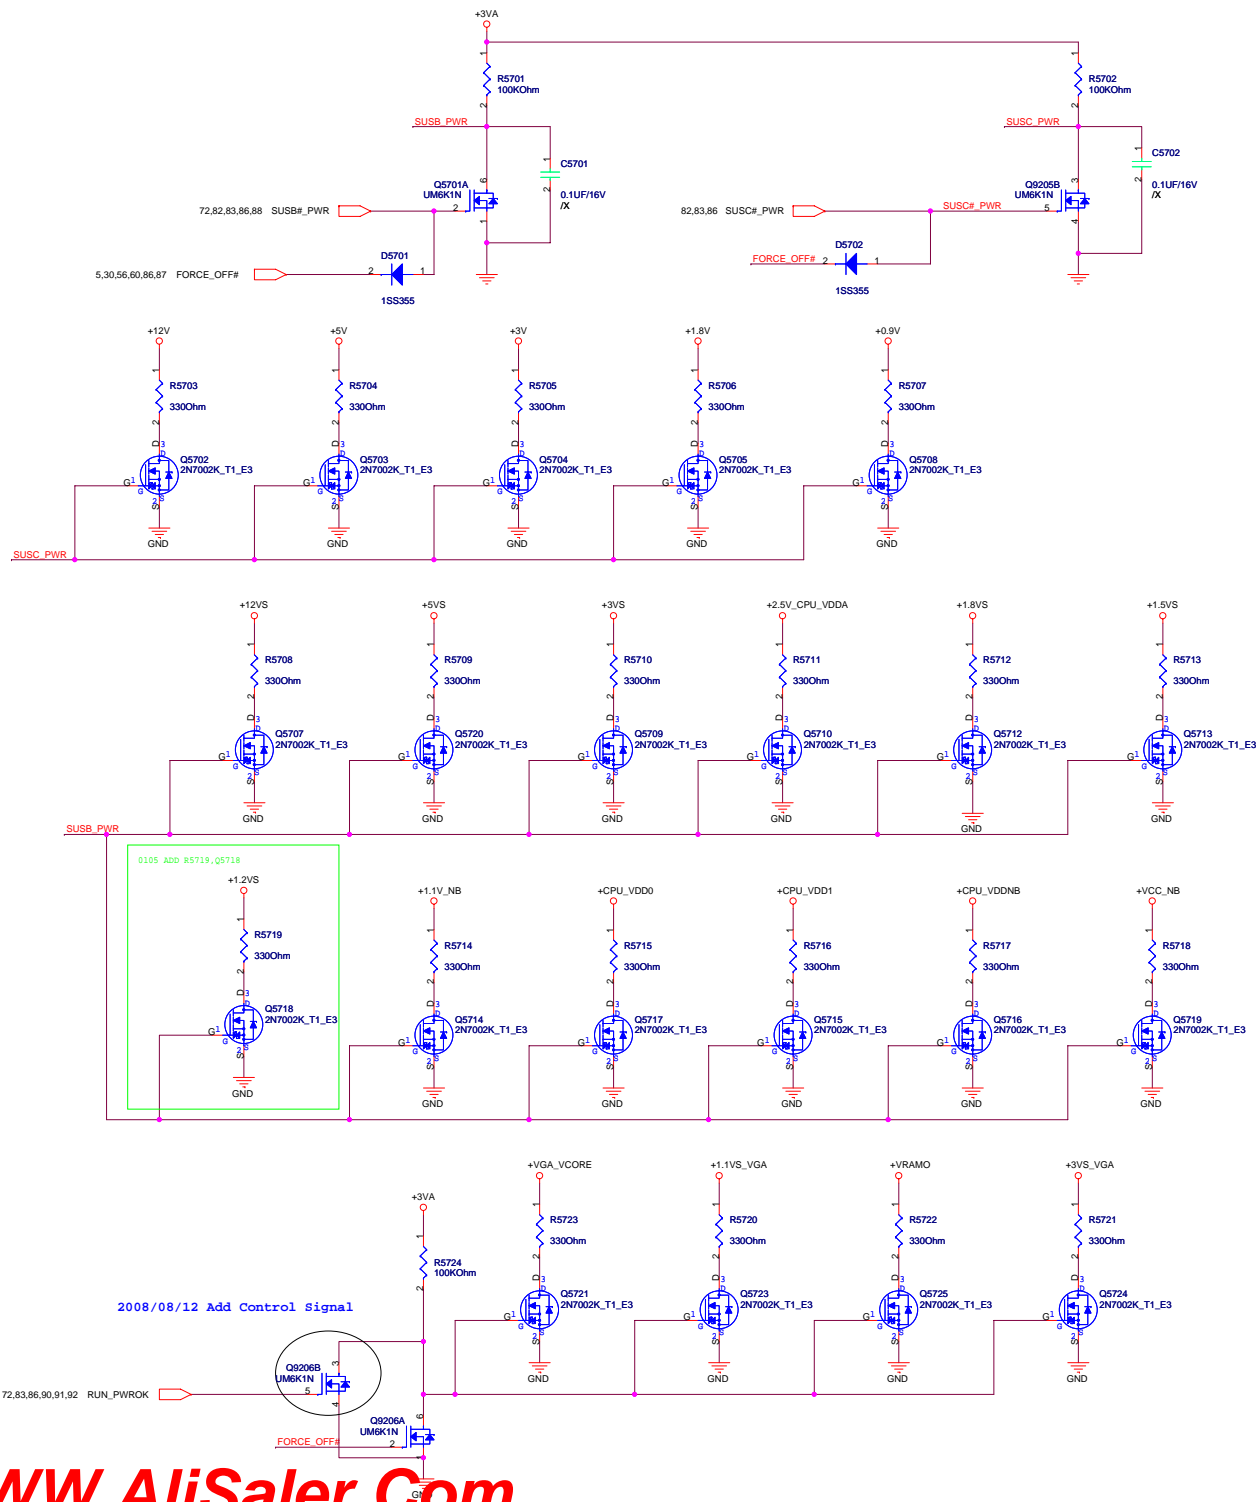 +3VA
R5701
100KOhm
R5702
100KOhm
SUSB_PWR
SUSC_PWR
C5701
0.1UF/16V
/X
C5702
0.1UF/16V
/X
Q5701A
UM6K1N
Q9205B
UM6K1N
72,82,83,86,88 SUSB#_PWR
82,83,86 SUSC#_PWR
SUSC#_PWR
D5701
1SS355
D5702
1SS355
5,30,56,60,86,87 FORCE_OFF#
FORCE_OFF#
+12V
+5V
+3V
+1.8V
+0.9V
R5703
330Ohm
R5704
330Ohm
R5705
330Ohm
R5706
330Ohm
R5707
330Ohm
Q5702
2N7002K_T1_E3
Q5703
2N7002K_T1_E3
Q5704
2N7002K_T1_E3
Q5705
2N7002K_T1_E3
Q5708
2N7002K_T1_E3
GND
GND
GND
GND
GND
SUSC_PWR
+12VS
+5VS
+3VS
+2.5V_CPU_VDDA
+1.8VS
+1.5VS
R5708
330Ohm
R5709
330Ohm
R5710
330Ohm
R5711
330Ohm
R5712
330Ohm
R5713
330Ohm
Q5707
2N7002K_T1_E3
Q5720
2N7002K_T1_E3
Q5709
2N7002K_T1_E3
Q5710
2N7002K_T1_E3
Q5712
2N7002K_T1_E3
Q5713
2N7002K_T1_E3
GND
GND
GND
GND
GND
GND
SUSB_PWR
0105 ADD R5719,Q5718
+1.2VS
+1.1V_NB
+CPU_VDD0
+CPU_VDD1
+CPU_VDDNB
+VCC_NB
R5719
330Ohm
R5714
330Ohm
R5715
330Ohm
R5716
330Ohm
R5717
330Ohm
R5718
330Ohm
Q5718
2N7002K_T1_E3
Q5714
2N7002K_T1_E3
Q5717
2N7002K_T1_E3
Q5715
2N7002K_T1_E3
Q5716
2N7002K_T1_E3
Q5719
2N7002K_T1_E3
GND
GND
GND
GND
GND
GND
+VGA_VCORE
+1.1VS_VGA
+VRAMO
+3VS_VGA
+3VA
R5723
330Ohm
R5720
330Ohm
R5722
330Ohm
R5721
330Ohm
R5724
100KOhm
Q5721
2N7002K_T1_E3
Q5723
2N7002K_T1_E3
Q5725
2N7002K_T1_E3
Q5724
2N7002K_T1_E3
2008/08/12 Add Control Signal
GND
GND
GND
GND
Q9206B
UM6K1N
72,83,86,90,91,92 RUN_PWROK
Q9206A
UM6K1N
FORCE_OFF#
GND
WW.AliSaler.Com